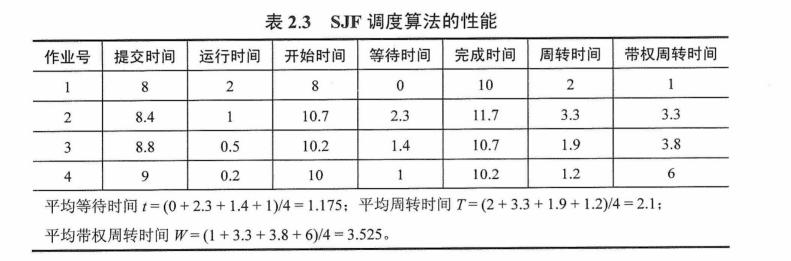 表 2.3 SJF 调度算法的性能
作业号 提交时间 运行时间 开始时间 等待时间 完成时间 周转时间 带权周转时间
1 8 2 8 0 10 2 1
2 8.4 1 10.7 2.3 11.7 3.3 3.3
3 8.8 0.5 10.2 1.4 10.7 1.9 3.8
4 9 0.2 10 1 10.2 1.2 6
平均等待时间 t = (0 + 2.3 + 1.4 + 1)/4 = 1.175；平均周转时间 T = (2 + 3.3 + 1.9 + 1.2)/4 = 2.1；
平均带权周转时间 W = (1 + 3.3 + 3.8 + 6)/4 = 3.525。